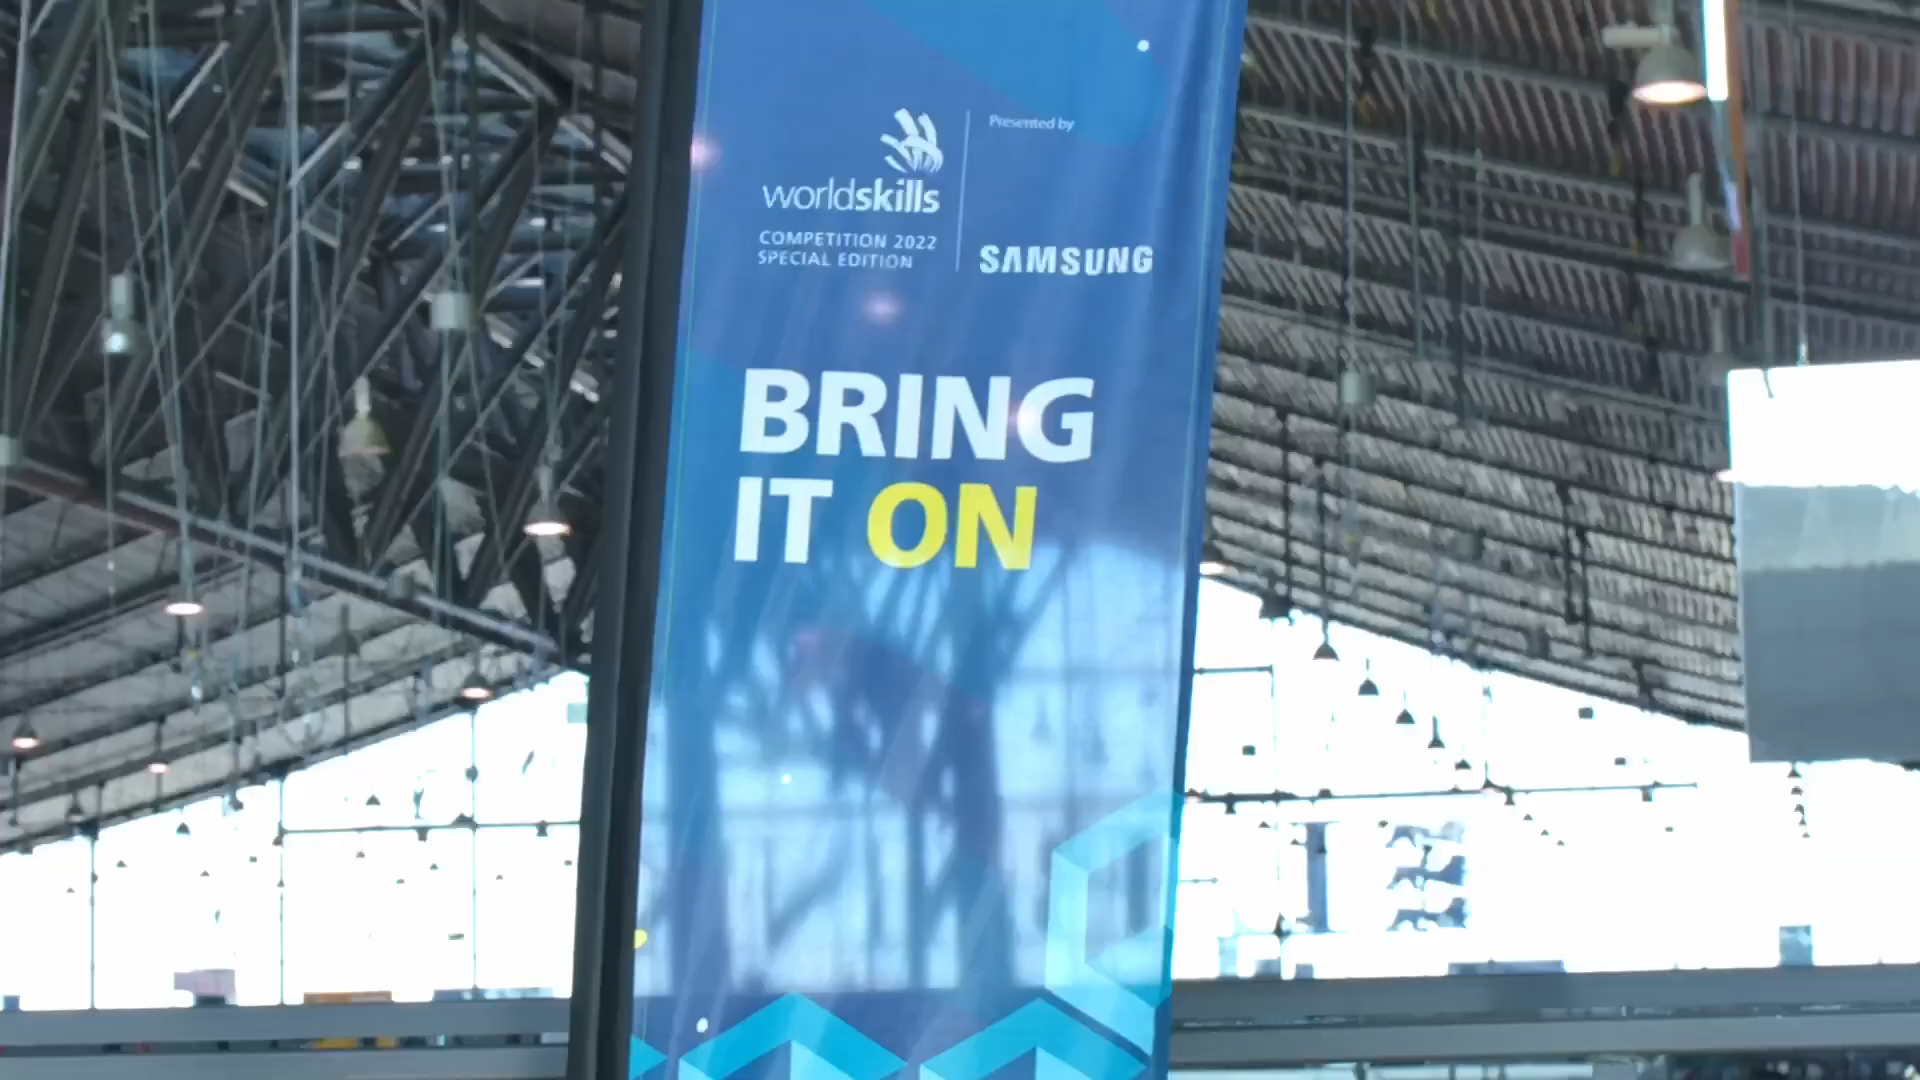 worldskills
COMPETITION 2022
SPECIAL EDITION
Presented by
SAMSUNG
BRING
IT ON